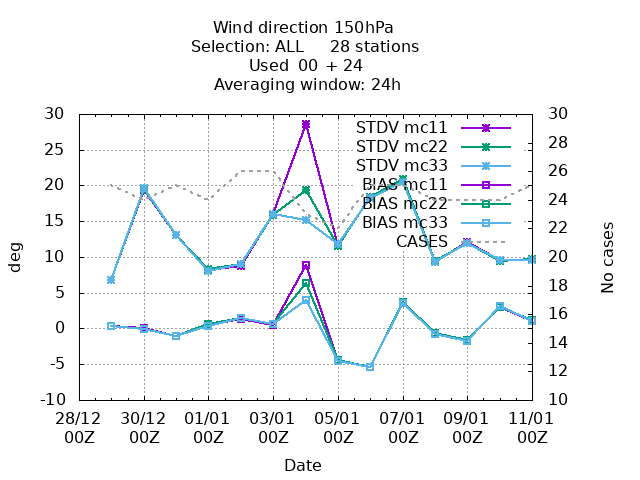 Wind direction 150hPa
Selection: ALL 28 stations
Used 00 + 24
Averaging window: 24h
30 30
STDV mc11
28
STDV mc22
25 26
STDV mc33
20 24
BIAS mc11
BIAS mc22
15 22
BIAS mc33
CASES
10 20
5 18
0 16
-5 14
12
-10 10
deg
No cases
28/12 30/12 01/01 03/01 05/01 07/01 09/01 11/01
00Z 00Z 00Z 00Z 00Z 00Z 00Z 00Z
Date